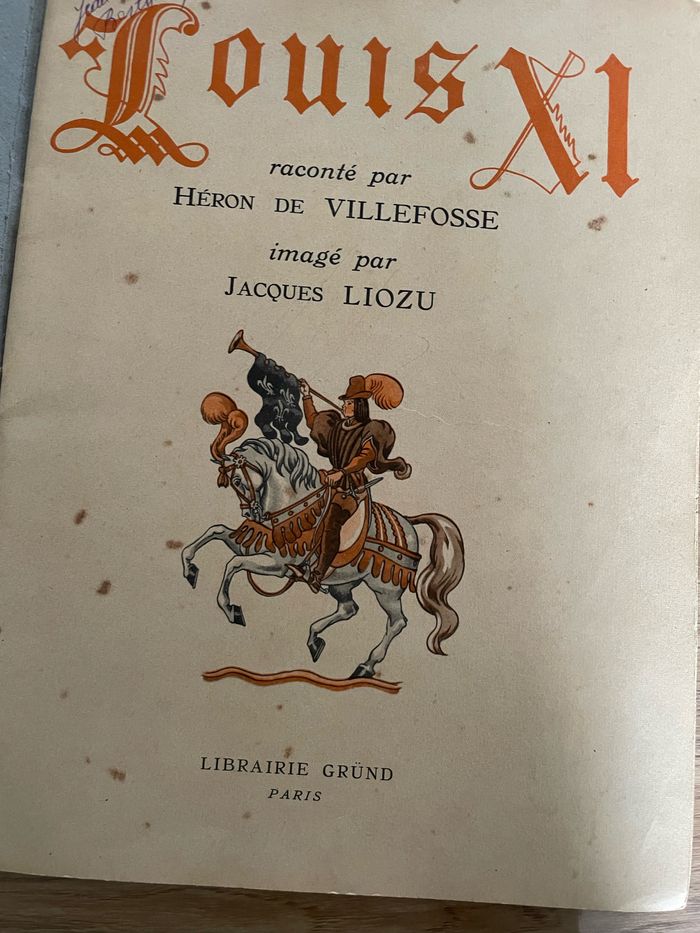 Louis XI
raconté par
HÉRON DE VILLEFOSSE
imagé par
JACQUES LIOZU
LIBRAIRIE GRÜND
PARIS